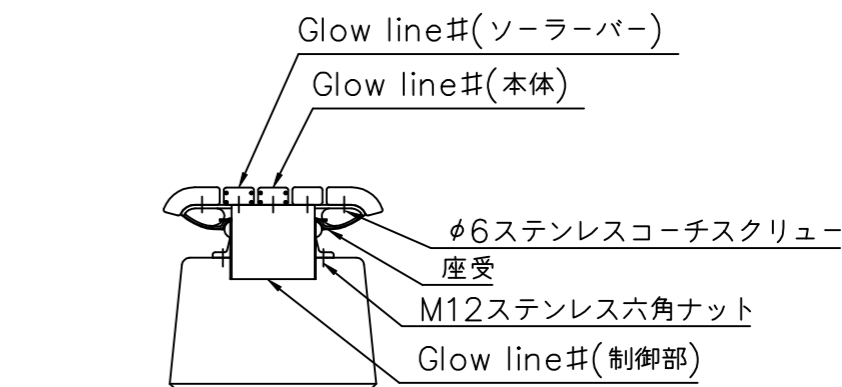 Glow line♯(ソーラーバー)
Glow line♯(本体)
φ6ステンレスコーチスクリュー
座受
M12ステンレス六角ナット
Glow line♯(制御部)